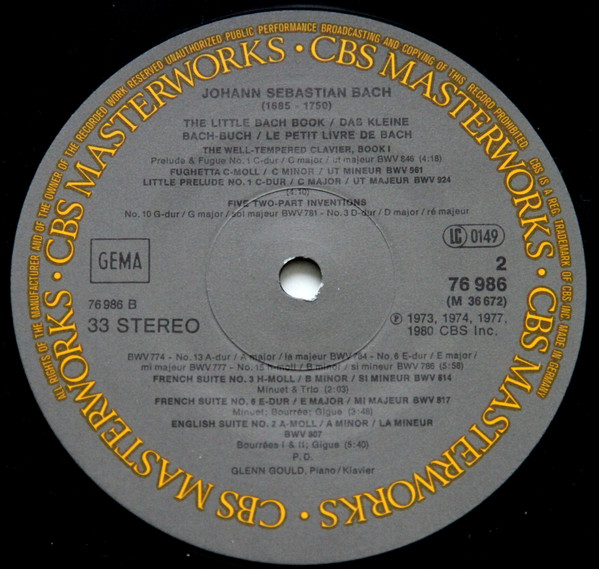 ALL RIGHTS OF THE MANUFACTURER AND OF THE OWNER OF THE RECORDED WORK RESERVED UNAUTHORIZED PUBLIC PERFORMANCE BROADCASTING AND COPYING OF THIS RECORD PROHIBITED CBS IS A REG. TRADEMARK OF CBS INC. MADE IN GERMANY
CBS MASTERWORKS · CBS MASTERWORKS · CBS MASTERWORKS · CBS MASTERWORKS · CBS MASTERWORKS ·
JOHANN SEBASTIAN BACH
(1685 - 1750)
THE LITTLE BACH BOOK / DAS KLEINE
BACH-BUCH / LE PETIT LIVRE DE BACH
THE WELL-TEMPERED CLAVIER, BOOK I
Prelude & Fugue No. 1 C-dur / C major / ut majeur BWV 846 (4:16)
FUGHETTA C-MOLL / C MINOR / UT MINEUR BWV 961
LITTLE PRELUDE NO. 1 C-DUR / C MAJOR / UT MAJEUR BWV 924
FIVE TWO-PART INVENTIONS
No. 10 G-dur / G major / sol majeur BWV 781 - No. 3 D-dur / D major / ré majeur
GEMA
LC 0149
2
76 986
(M 36 672)
76 986 B
33 STEREO
℗ 1973, 1974, 1977,
1980 CBS Inc.
BWV 774 - No. 13 A-dur / A major / la majeur BWV 784 - No. 6 E-dur / E major /
mi majeur BWV 777 - No. 15 h-moll / B minor / si mineur BWV 786 (5:56)
FRENCH SUITE NO. 3 H-MOLL / B MINOR / SI MINEUR BWV 814
Minuet & Trio (2:03)
FRENCH SUITE NO. 6 E-DUR / E MAJOR / MI MAJEUR BWV 817
Minuet; Bourrée; Gigue (3:48)
ENGLISH SUITE NO. 2 A-MOLL / A MINOR / LA MINEUR
BWV 807
Bourrées I & II; Gigue (5:40)
P. D.
GLENN GOULD, Piano / Klavier